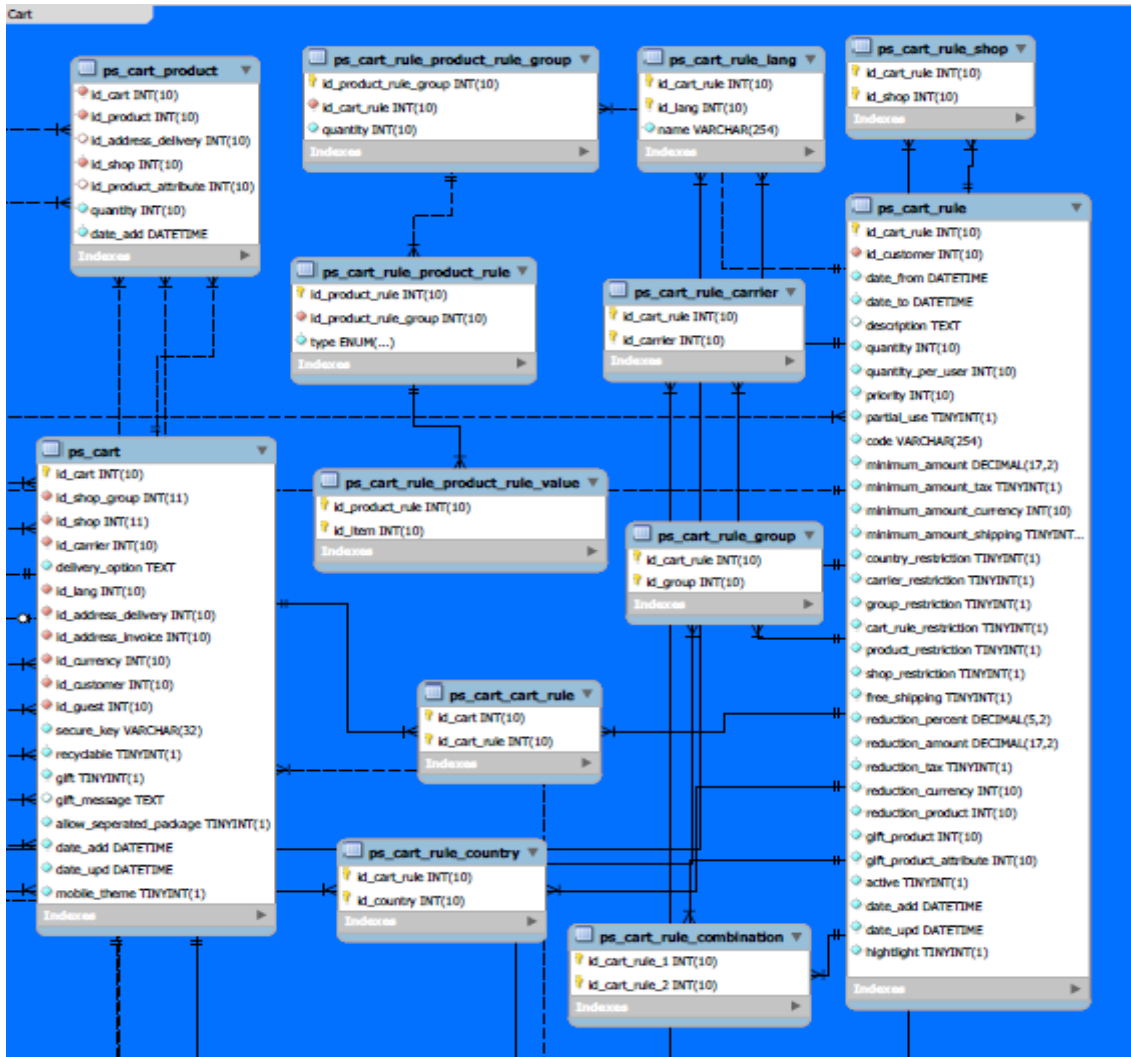 Cart
ps_cart_product
id_cart INT(10)
id_product INT(10)
id_address_delivery INT(10)
id_shop INT(10)
id_product_attribute INT(10)
quantity INT(10)
date_add DATETIME
Indexes
ps_cart_rule_product_rule_group
id_product_rule_group INT(10)
id_cart_rule INT(10)
quantity INT(10)
Indexes
ps_cart_rule_lang
id_cart_rule INT(10)
id_lang INT(10)
name VARCHAR(254)
Indexes
ps_cart_rule_shop
id_cart_rule INT(10)
id_shop INT(10)
Indexes
ps_cart_rule_product_rule
id_product_rule INT(10)
id_product_rule_group INT(10)
type ENUM(...)
Indexes
ps_cart_rule_carrier
id_cart_rule INT(10)
id_carrier INT(10)
Indexes
ps_cart_rule
id_cart_rule INT(10)
id_customer INT(10)
date_from DATETIME
date_to DATETIME
description TEXT
quantity INT(10)
quantity_per_user INT(10)
priority INT(10)
partial_use TINYINT(1)
code VARCHAR(254)
minimum_amount DECIMAL(17,2)
minimum_amount_tax TINYINT(1)
minimum_amount_currency INT(10)
minimum_amount_shipping TINYINT...
country_restriction TINYINT(1)
carrier_restriction TINYINT(1)
group_restriction TINYINT(1)
cart_rule_restriction TINYINT(1)
product_restriction TINYINT(1)
shop_restriction TINYINT(1)
free_shipping TINYINT(1)
reduction_percent DECIMAL(5,2)
reduction_amount DECIMAL(17,2)
reduction_tax TINYINT(1)
reduction_currency INT(10)
reduction_product INT(10)
gift_product INT(10)
gift_product_attribute INT(10)
active TINYINT(1)
date_add DATETIME
date_upd DATETIME
highlight TINYINT(1)
Indexes
ps_cart
id_cart INT(10)
id_shop_group INT(11)
id_shop INT(11)
id_carrier INT(10)
delivery_option TEXT
id_lang INT(10)
id_address_delivery INT(10)
id_address_invoice INT(10)
id_currency INT(10)
id_customer INT(10)
id_guest INT(10)
secure_key VARCHAR(32)
recyclable TINYINT(1)
gift TINYINT(1)
gift_message TEXT
allow_seperated_package TINYINT(1)
date_add DATETIME
date_upd DATETIME
mobile_theme TINYINT(1)
Indexes
ps_cart_rule_product_rule_value
id_product_rule INT(10)
id_item INT(10)
Indexes
ps_cart_rule_group
id_cart_rule INT(10)
id_group INT(10)
Indexes
ps_cart_cart_rule
id_cart INT(10)
id_cart_rule INT(10)
Indexes
ps_cart_rule_country
id_cart_rule INT(10)
id_country INT(10)
Indexes
ps_cart_rule_combination
id_cart_rule_1 INT(10)
id_cart_rule_2 INT(10)
Indexes